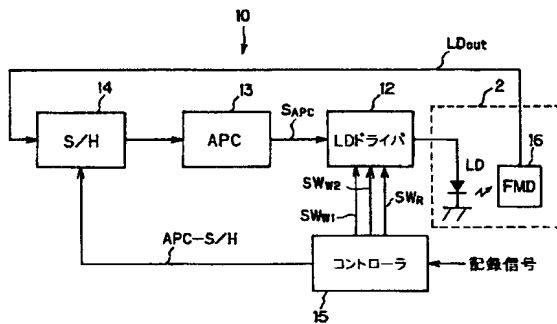 10
LDout
14
S/H
13
APC
SAPC
12
LDドライバ
2
LD
16
FMD
SWW1
SWW2
SWR
APC-S/H
コントローラ
15
記録信号